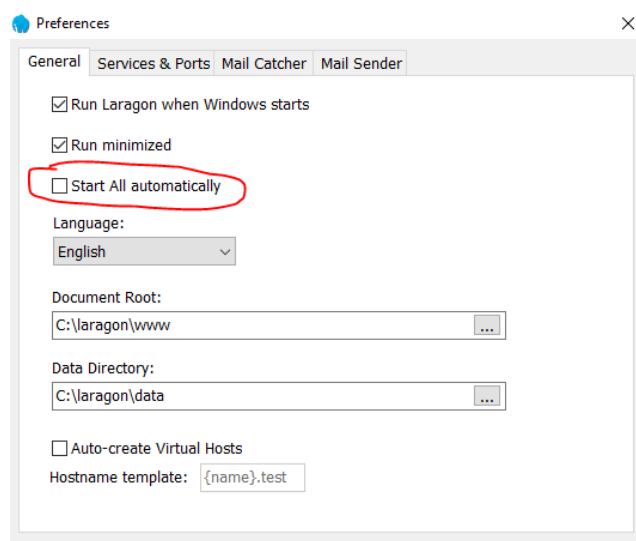 Preferences
General Services & Ports Mail Catcher Mail Sender
Run Laragon when Windows starts
Run minimized
Start All automatically
Language:
English
Document Root:
C:\laragon\www
...
Data Directory:
C:\laragon\data
...
Auto-create Virtual Hosts
Hostname template: {name}.test